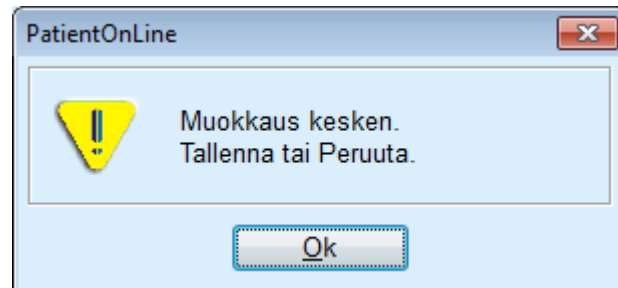 PatientOnLine
Muokkaus kesken.
Tallenna tai Peruuta.
Ok